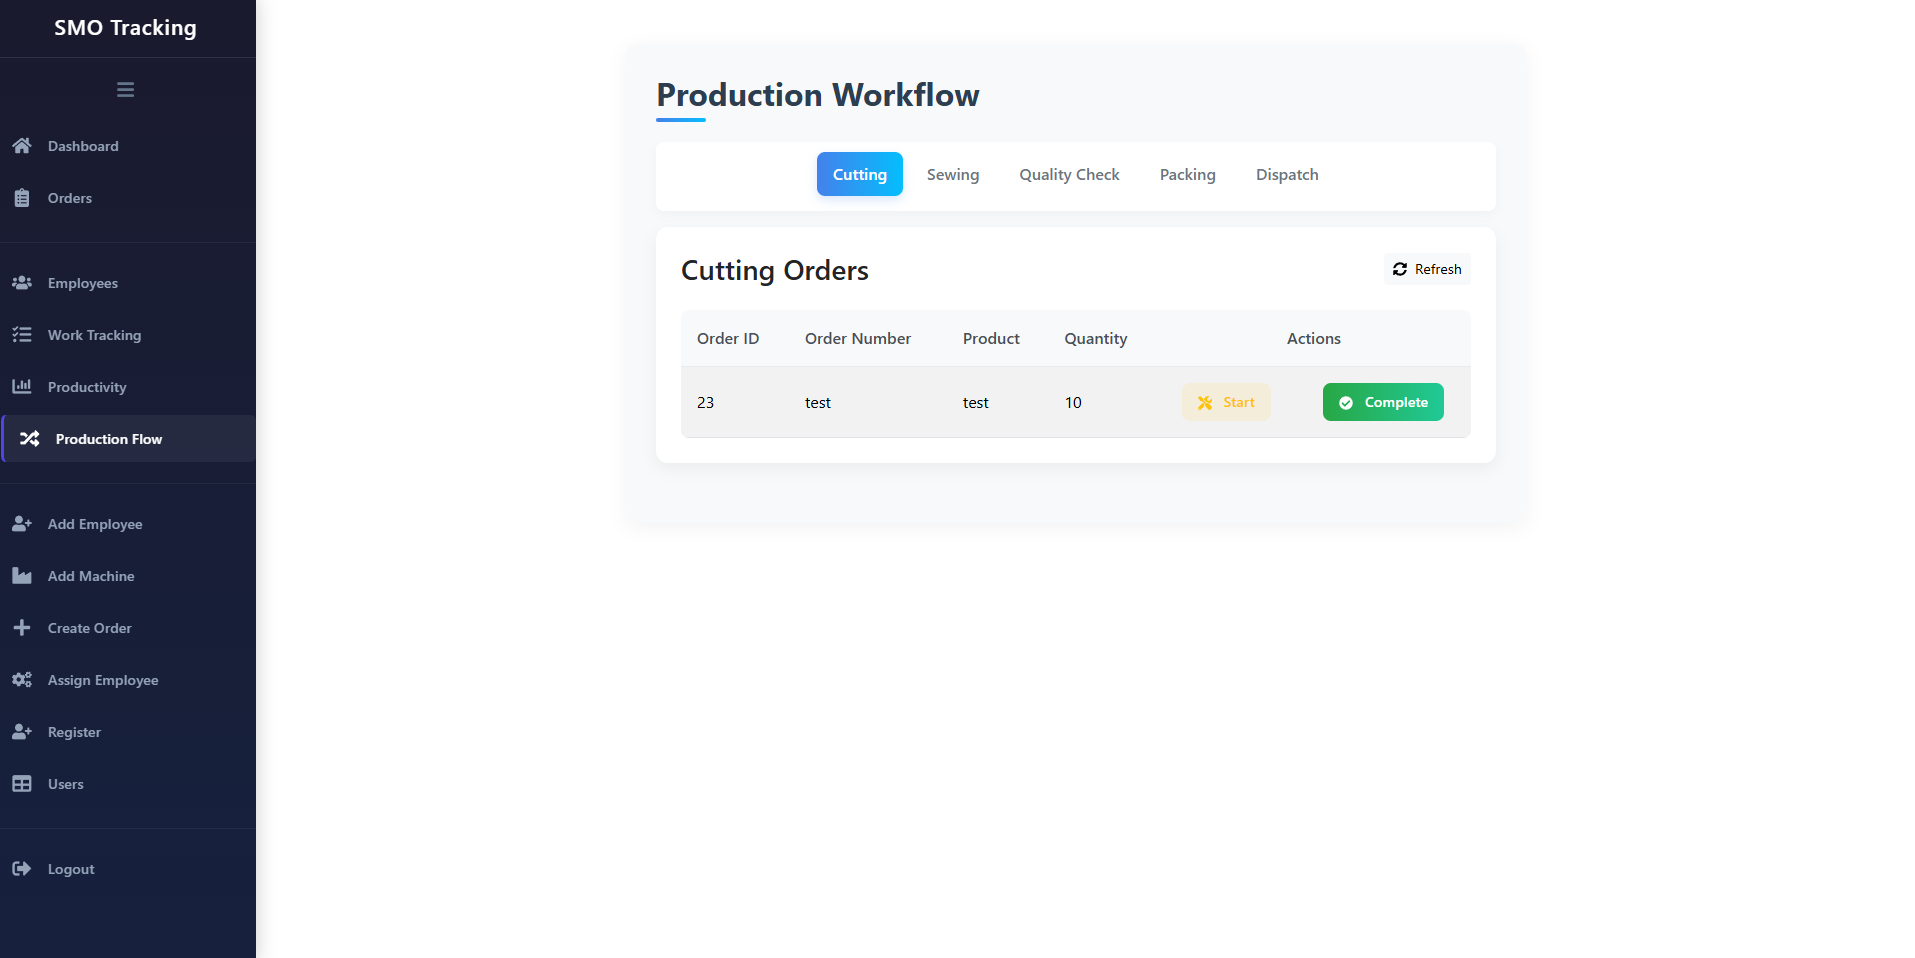 SMO Tracking
Dashboard
Orders
Employees
Work Tracking
Productivity
Production Flow
Add Employee
Add Machine
Create Order
Assign Employee
Register
Users
Logout
Production Workflow
Cutting Sewing Quality Check Packing Dispatch
Cutting Orders Refresh
Order ID Order Number Product Quantity Actions
23 test test 10 Start Complete